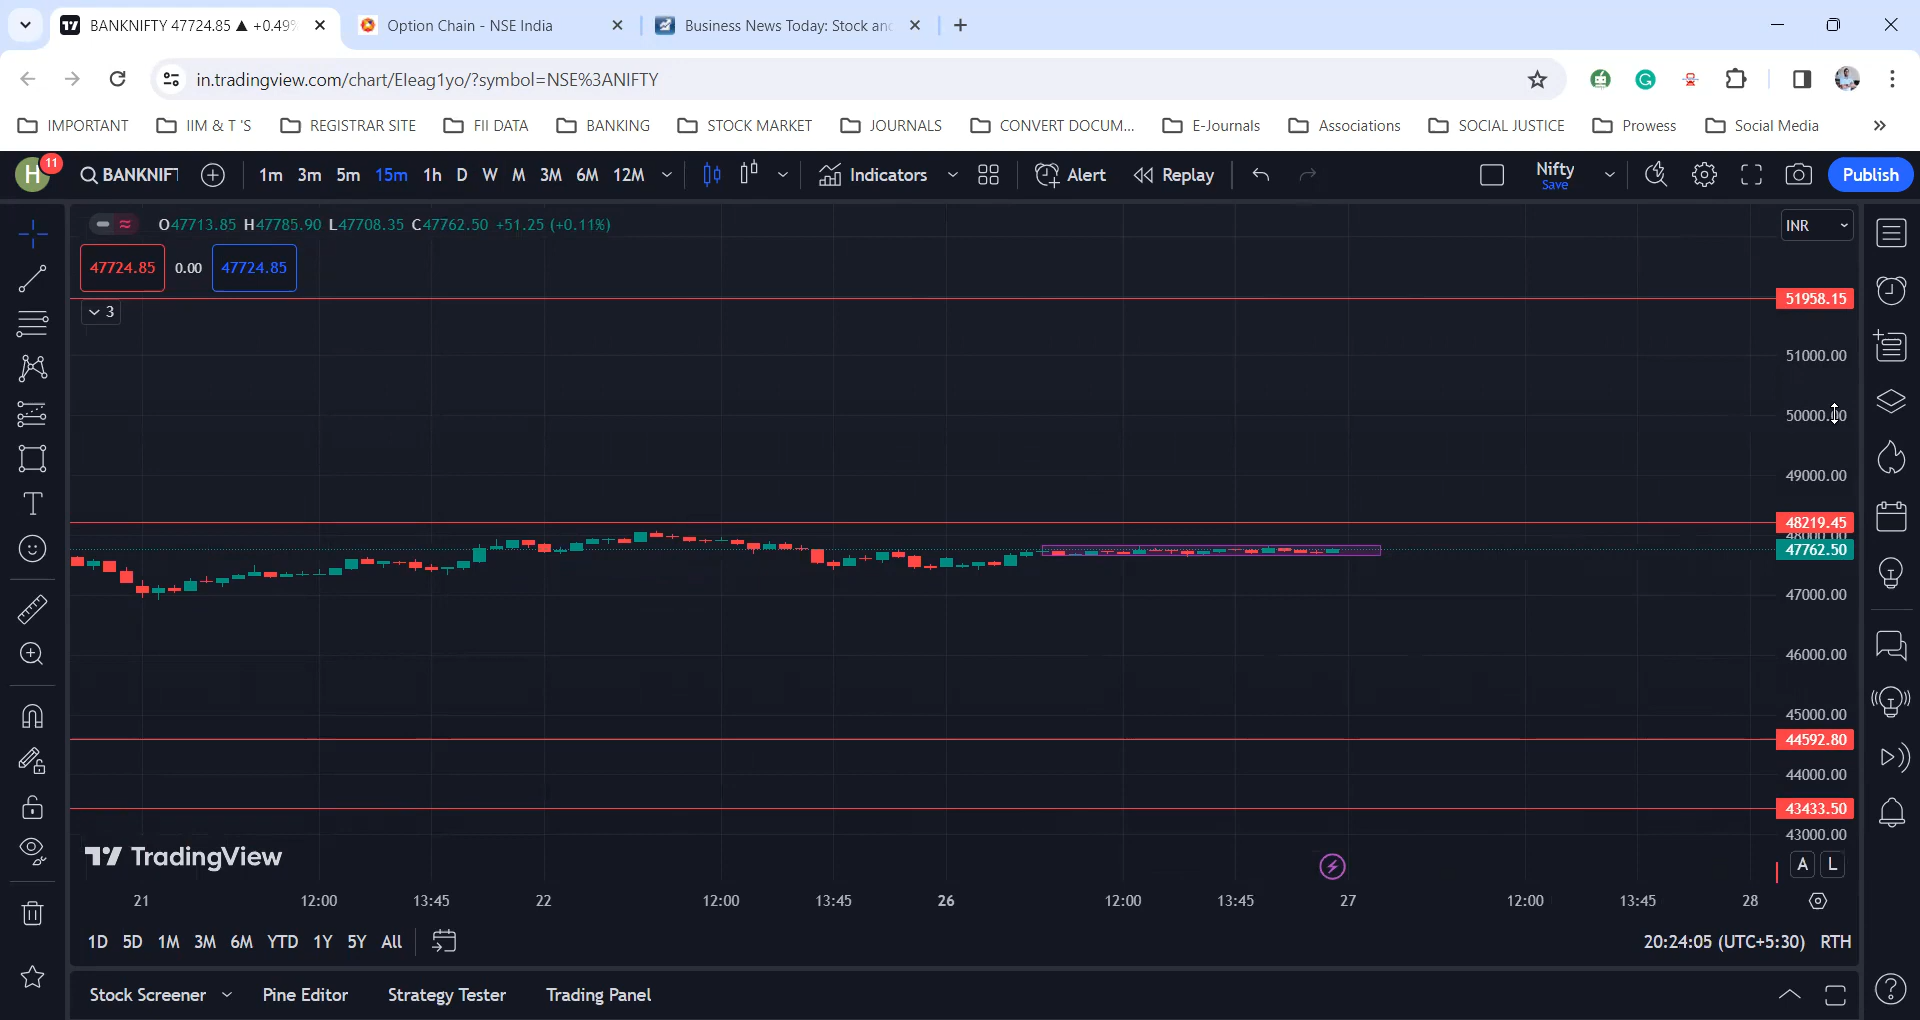 BANKNIFTY 47724.85 ▲ +0.49%
Option Chain - NSE India
Business News Today: Stock and
in.tradingview.com/chart/Eleag1yo/?symbol=NSE%3ANIFTY
IMPORTANT IIM & T 'S REGISTRAR SITE FII DATA BANKING STOCK MARKET JOURNALS CONVERT DOCUM... E-Journals Associations SOCIAL JUSTICE Prowess Social Media »
H 11 BANKNIFT 1m 3m 5m 15m 1h D W M 3M 6M 12M Indicators Alert Replay Nifty Publish
Save
O47713.85 H47785.90 L47708.35 C47762.50 +51.25 (+0.11%) INR
47724.85 0.00 47724.85
51958.15
3
51000.00
50000.00
49000.00
48219.45
48000.00
47762.50
47000.00
46000.00
45000.00
44592.80
44000.00
43433.50
43000.00
TradingView
A L
21 12:00 13:45 22 12:00 13:45 26 12:00 13:45 27 12:00 13:45 28
1D 5D 1M 3M 6M YTD 1Y 5Y All 20:24:05 (UTC+5:30) RTH
Stock Screener Pine Editor Strategy Tester Trading Panel